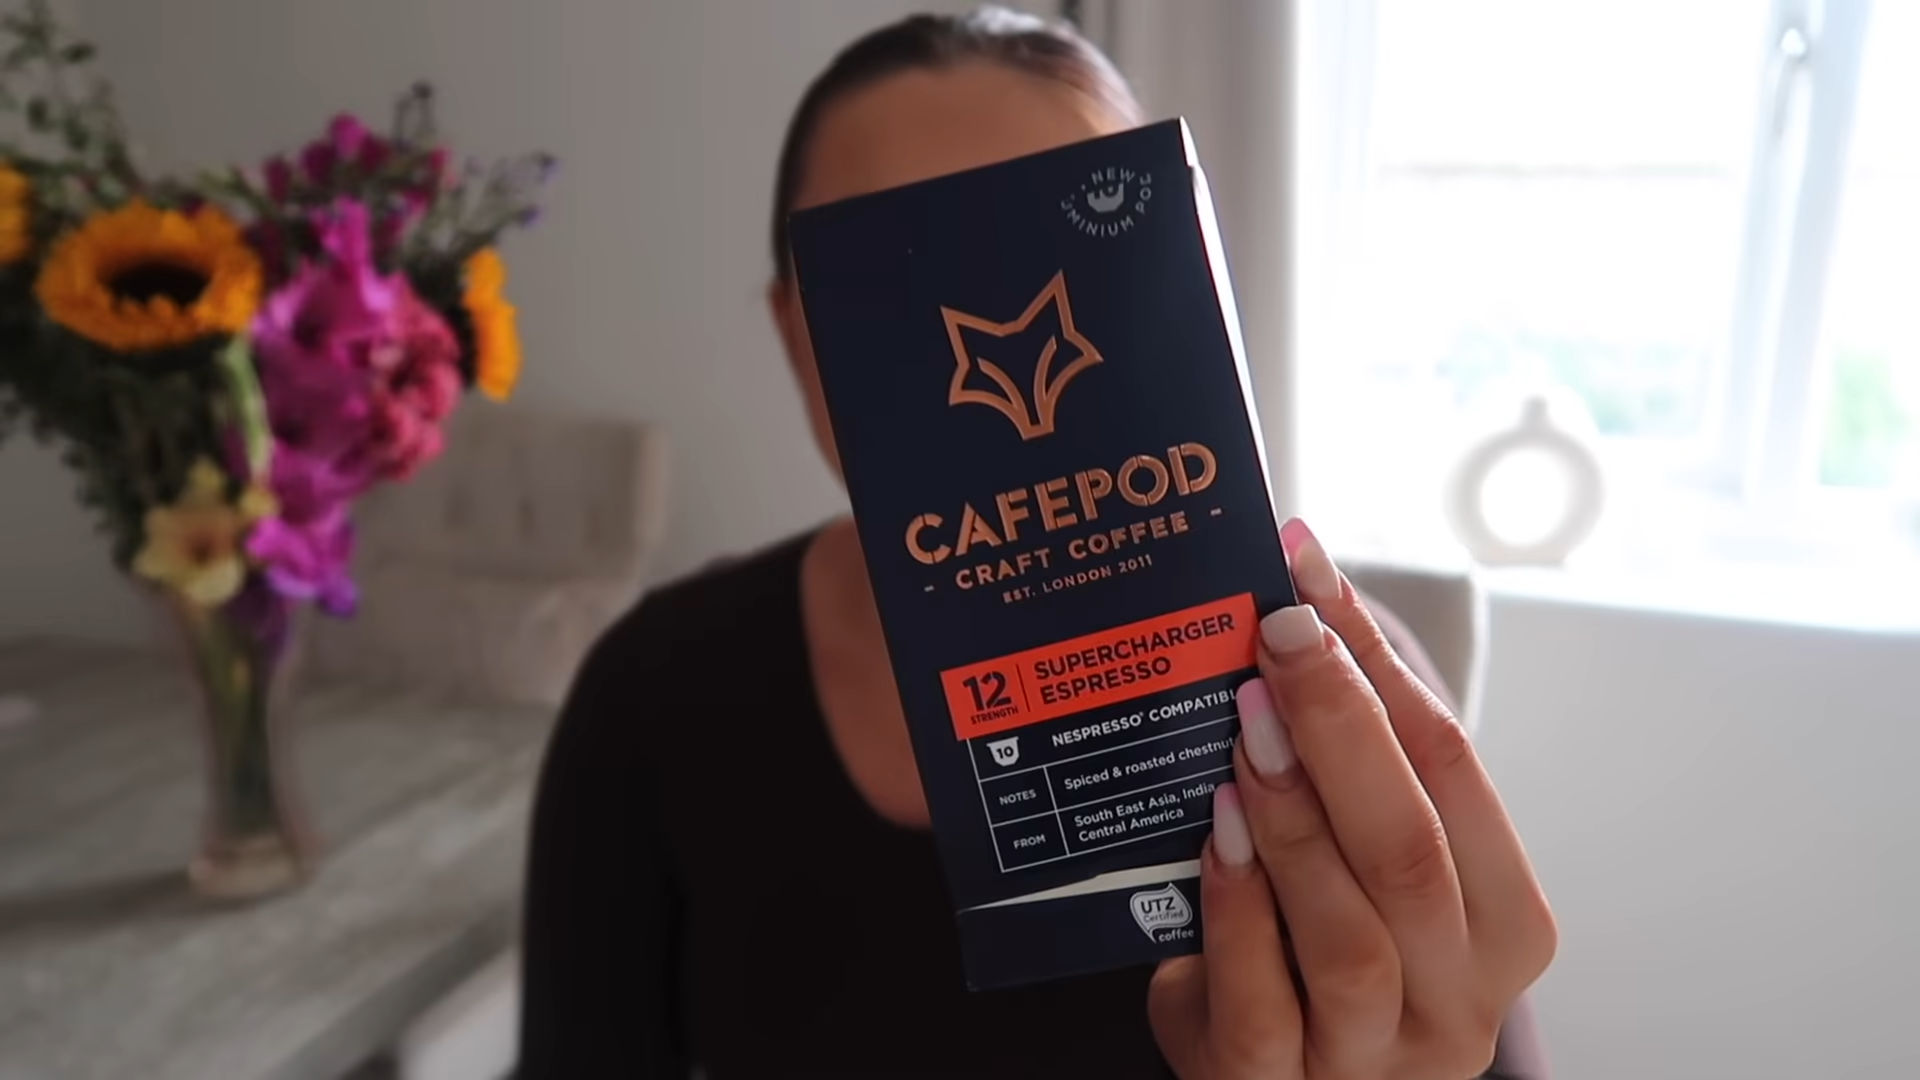 NEW
UMINIUM POD
CAFEPOD
- CRAFT COFFEE -
EST. LONDON 2011
12
STRENGTH
SUPERCHARGER
ESPRESSO
10
NESPRESSO® COMPATIBL
NOTES
Spiced & roasted chestnut
FROM
South East Asia, India,
Central America
UTZ
Certified
coffee